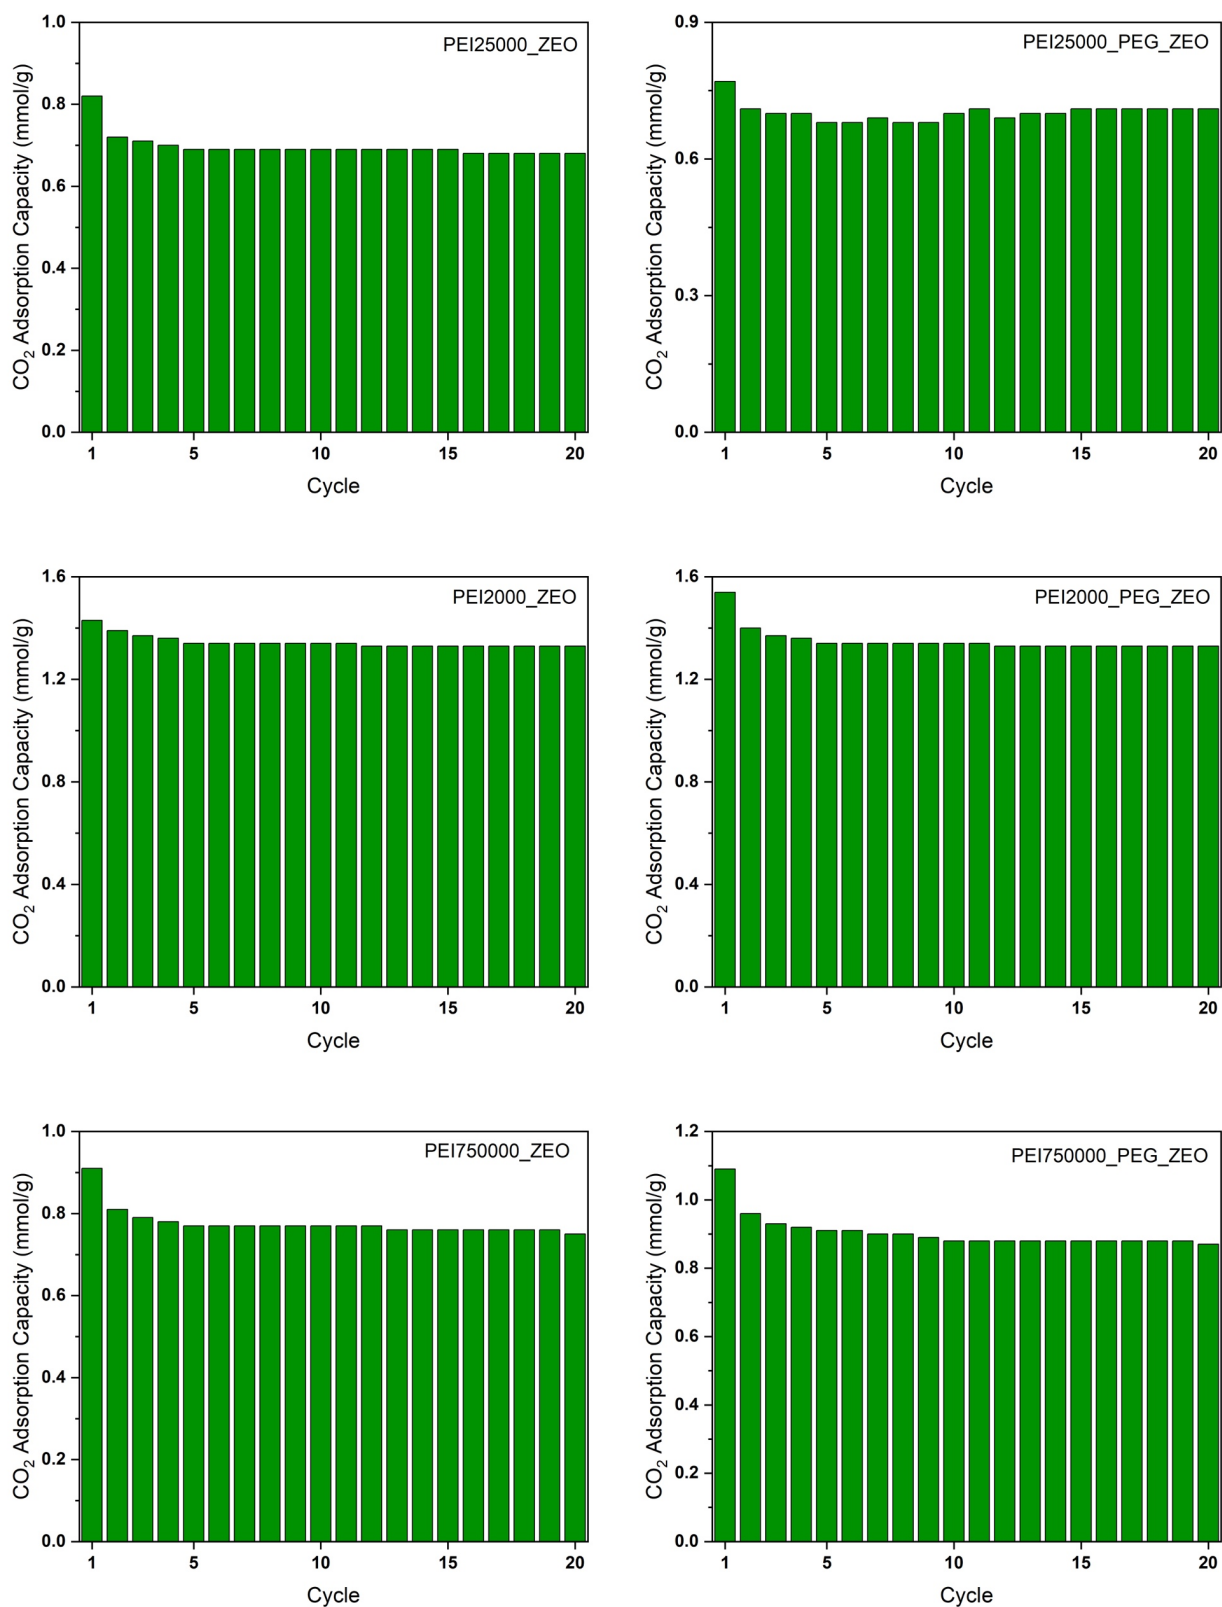 PEI25000_ZEO
CO2 Adsorption Capacity (mmol/g)
1.0
0.8
0.6
0.4
0.2
0.0
1 5 10 15 20
Cycle
PEI25000_PEG_ZEO
CO2 Adsorption Capacity (mmol/g)
0.9
0.6
0.3
0.0
1 5 10 15 20
Cycle
PEI2000_ZEO
CO2 Adsorption Capacity (mmol/g)
1.6
1.2
0.8
0.4
0.0
1 5 10 15 20
Cycle
PEI2000_PEG_ZEO
CO2 Adsorption Capacity (mmol/g)
1.6
1.2
0.8
0.4
0.0
1 5 10 15 20
Cycle
PEI750000_ZEO
CO2 Adsorption Capacity (mmol/g)
1.0
0.8
0.6
0.4
0.2
0.0
1 5 10 15 20
Cycle
PEI750000_PEG_ZEO
CO2 Adsorption Capacity (mmol/g)
1.2
1.0
0.8
0.6
0.4
0.2
0.0
1 5 10 15 20
Cycle